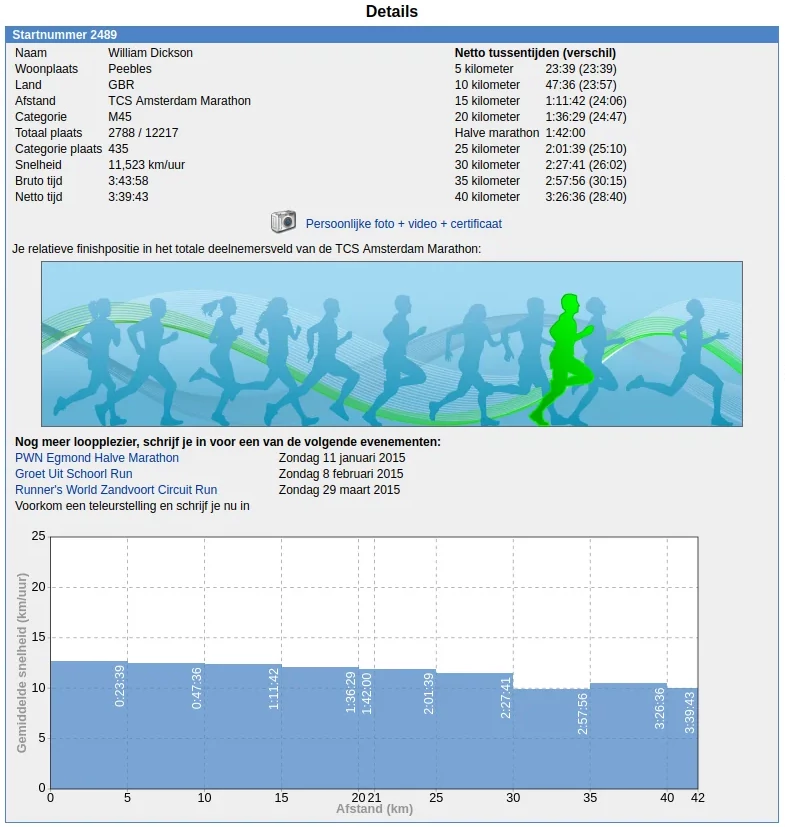 Details
Startnummer 2489
Naam William Dickson
Woonplaats Peebles
Land GBR
Afstand TCS Amsterdam Marathon
Categorie M45
Totaal plaats 2788 / 12217
Categorie plaats 435
Snelheid 11,523 km/uur
Bruto tijd 3:43:58
Netto tijd 3:39:43
Netto tussentijden (verschil)
5 kilometer 23:39 (23:39)
10 kilometer 47:36 (23:57)
15 kilometer 1:11:42 (24:06)
20 kilometer 1:36:29 (24:47)
Halve marathon 1:42:00
25 kilometer 2:01:39 (25:10)
30 kilometer 2:27:41 (26:02)
35 kilometer 2:57:56 (30:15)
40 kilometer 3:26:36 (28:40)
Persoonlijke foto + video + certificaat
Je relatieve finishpositie in het totale deelnemersveld van de TCS Amsterdam Marathon:
Nog meer loopplezier, schrijf je in voor een van de volgende evenementen:
PWN Egmond Halve Marathon Zondag 11 januari 2015
Groet Uit Schoorl Run Zondag 8 februari 2015
Runner's World Zandvoort Circuit Run Zondag 29 maart 2015
Voorkom een teleurstelling en schrijf je nu in
Gemiddelde snelheid (km/uur)
25
20
15
10
5
0
0:23:39
0:47:36
1:11:42
1:36:29
1:42:00
2:01:39
2:27:41
2:57:56
3:26:36
3:39:43
0 5 10 15 20 21 25 30 35 40 42
Afstand (km)